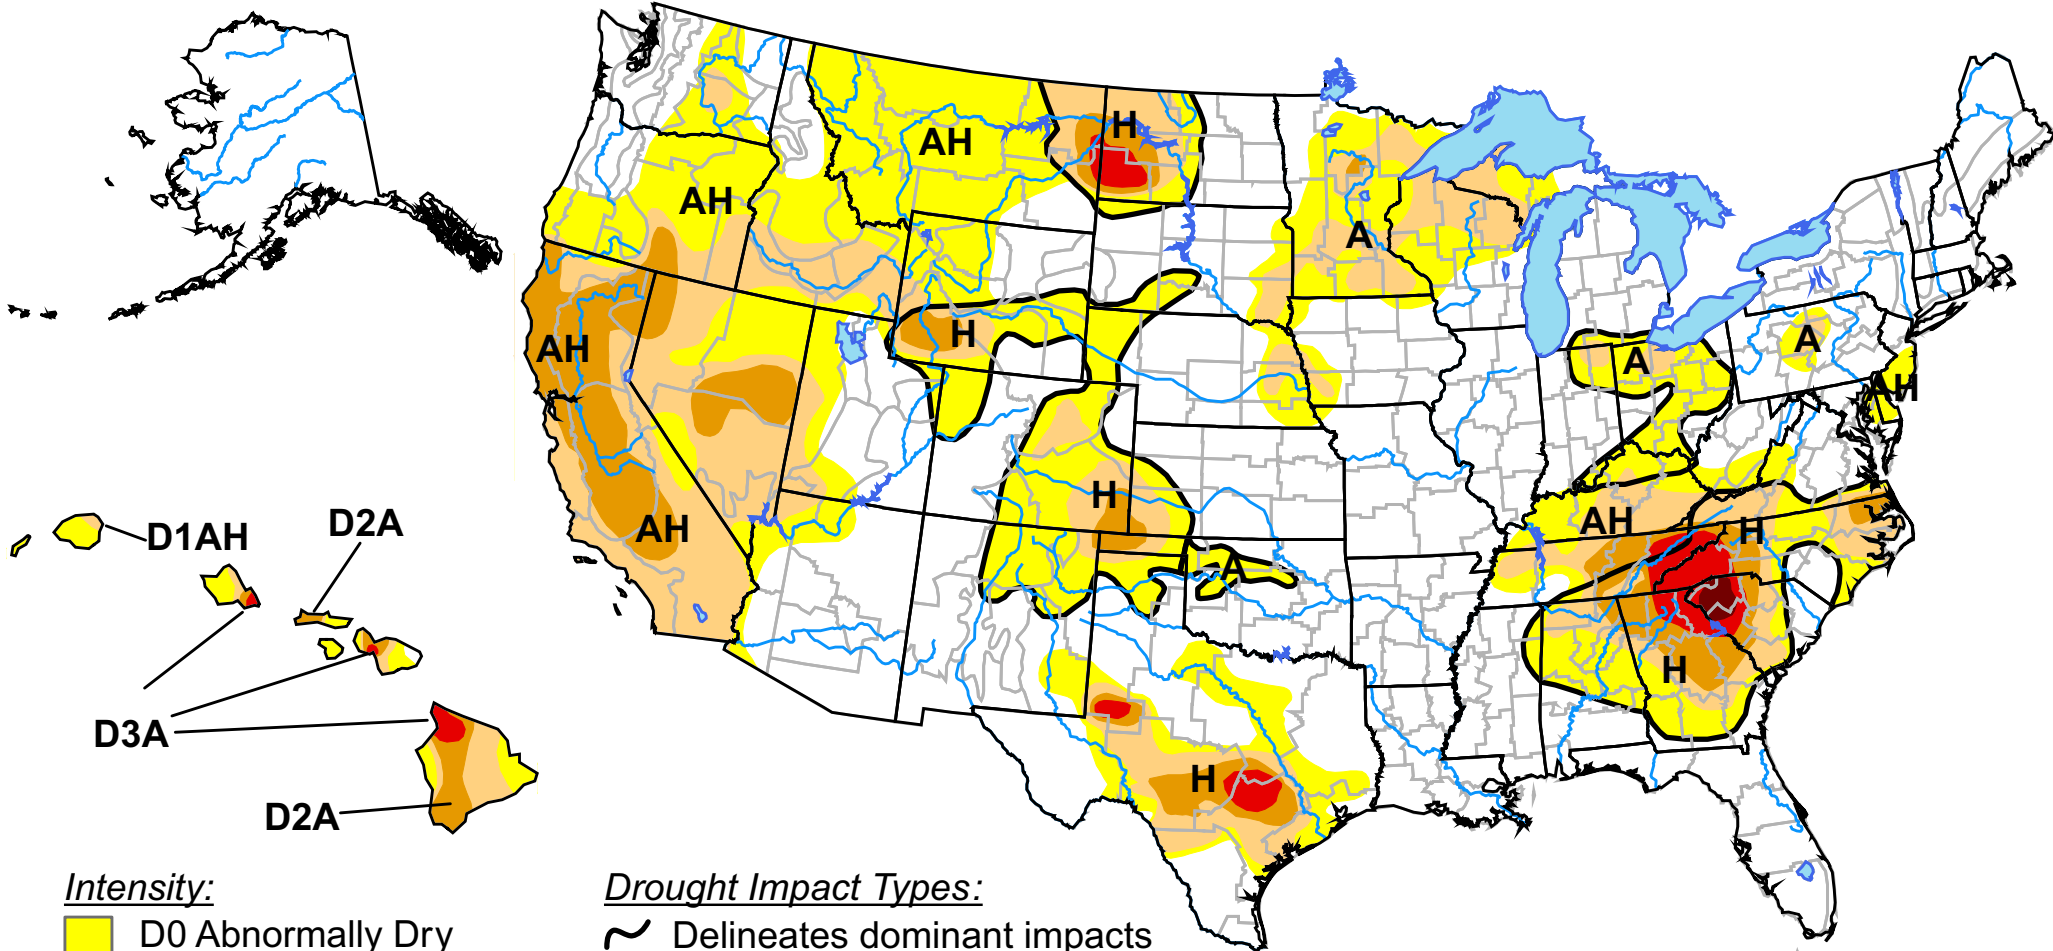 H
AH
AH
A
H
AH
A
A
AH
H
AH
AH
H
D1AH
D2A
A
H
D3A
H
D2A
Intensity:
D0 Abnormally Dry
Drought Impact Types:
Delineates dominant impacts